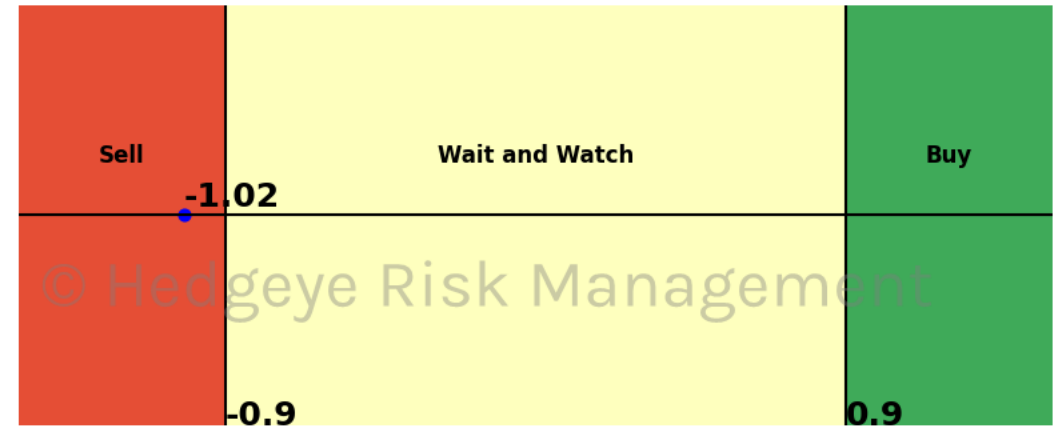 Sell
Wait and Watch
Buy
-1.02
© Hedgeye Risk Management
-0.9
0.9